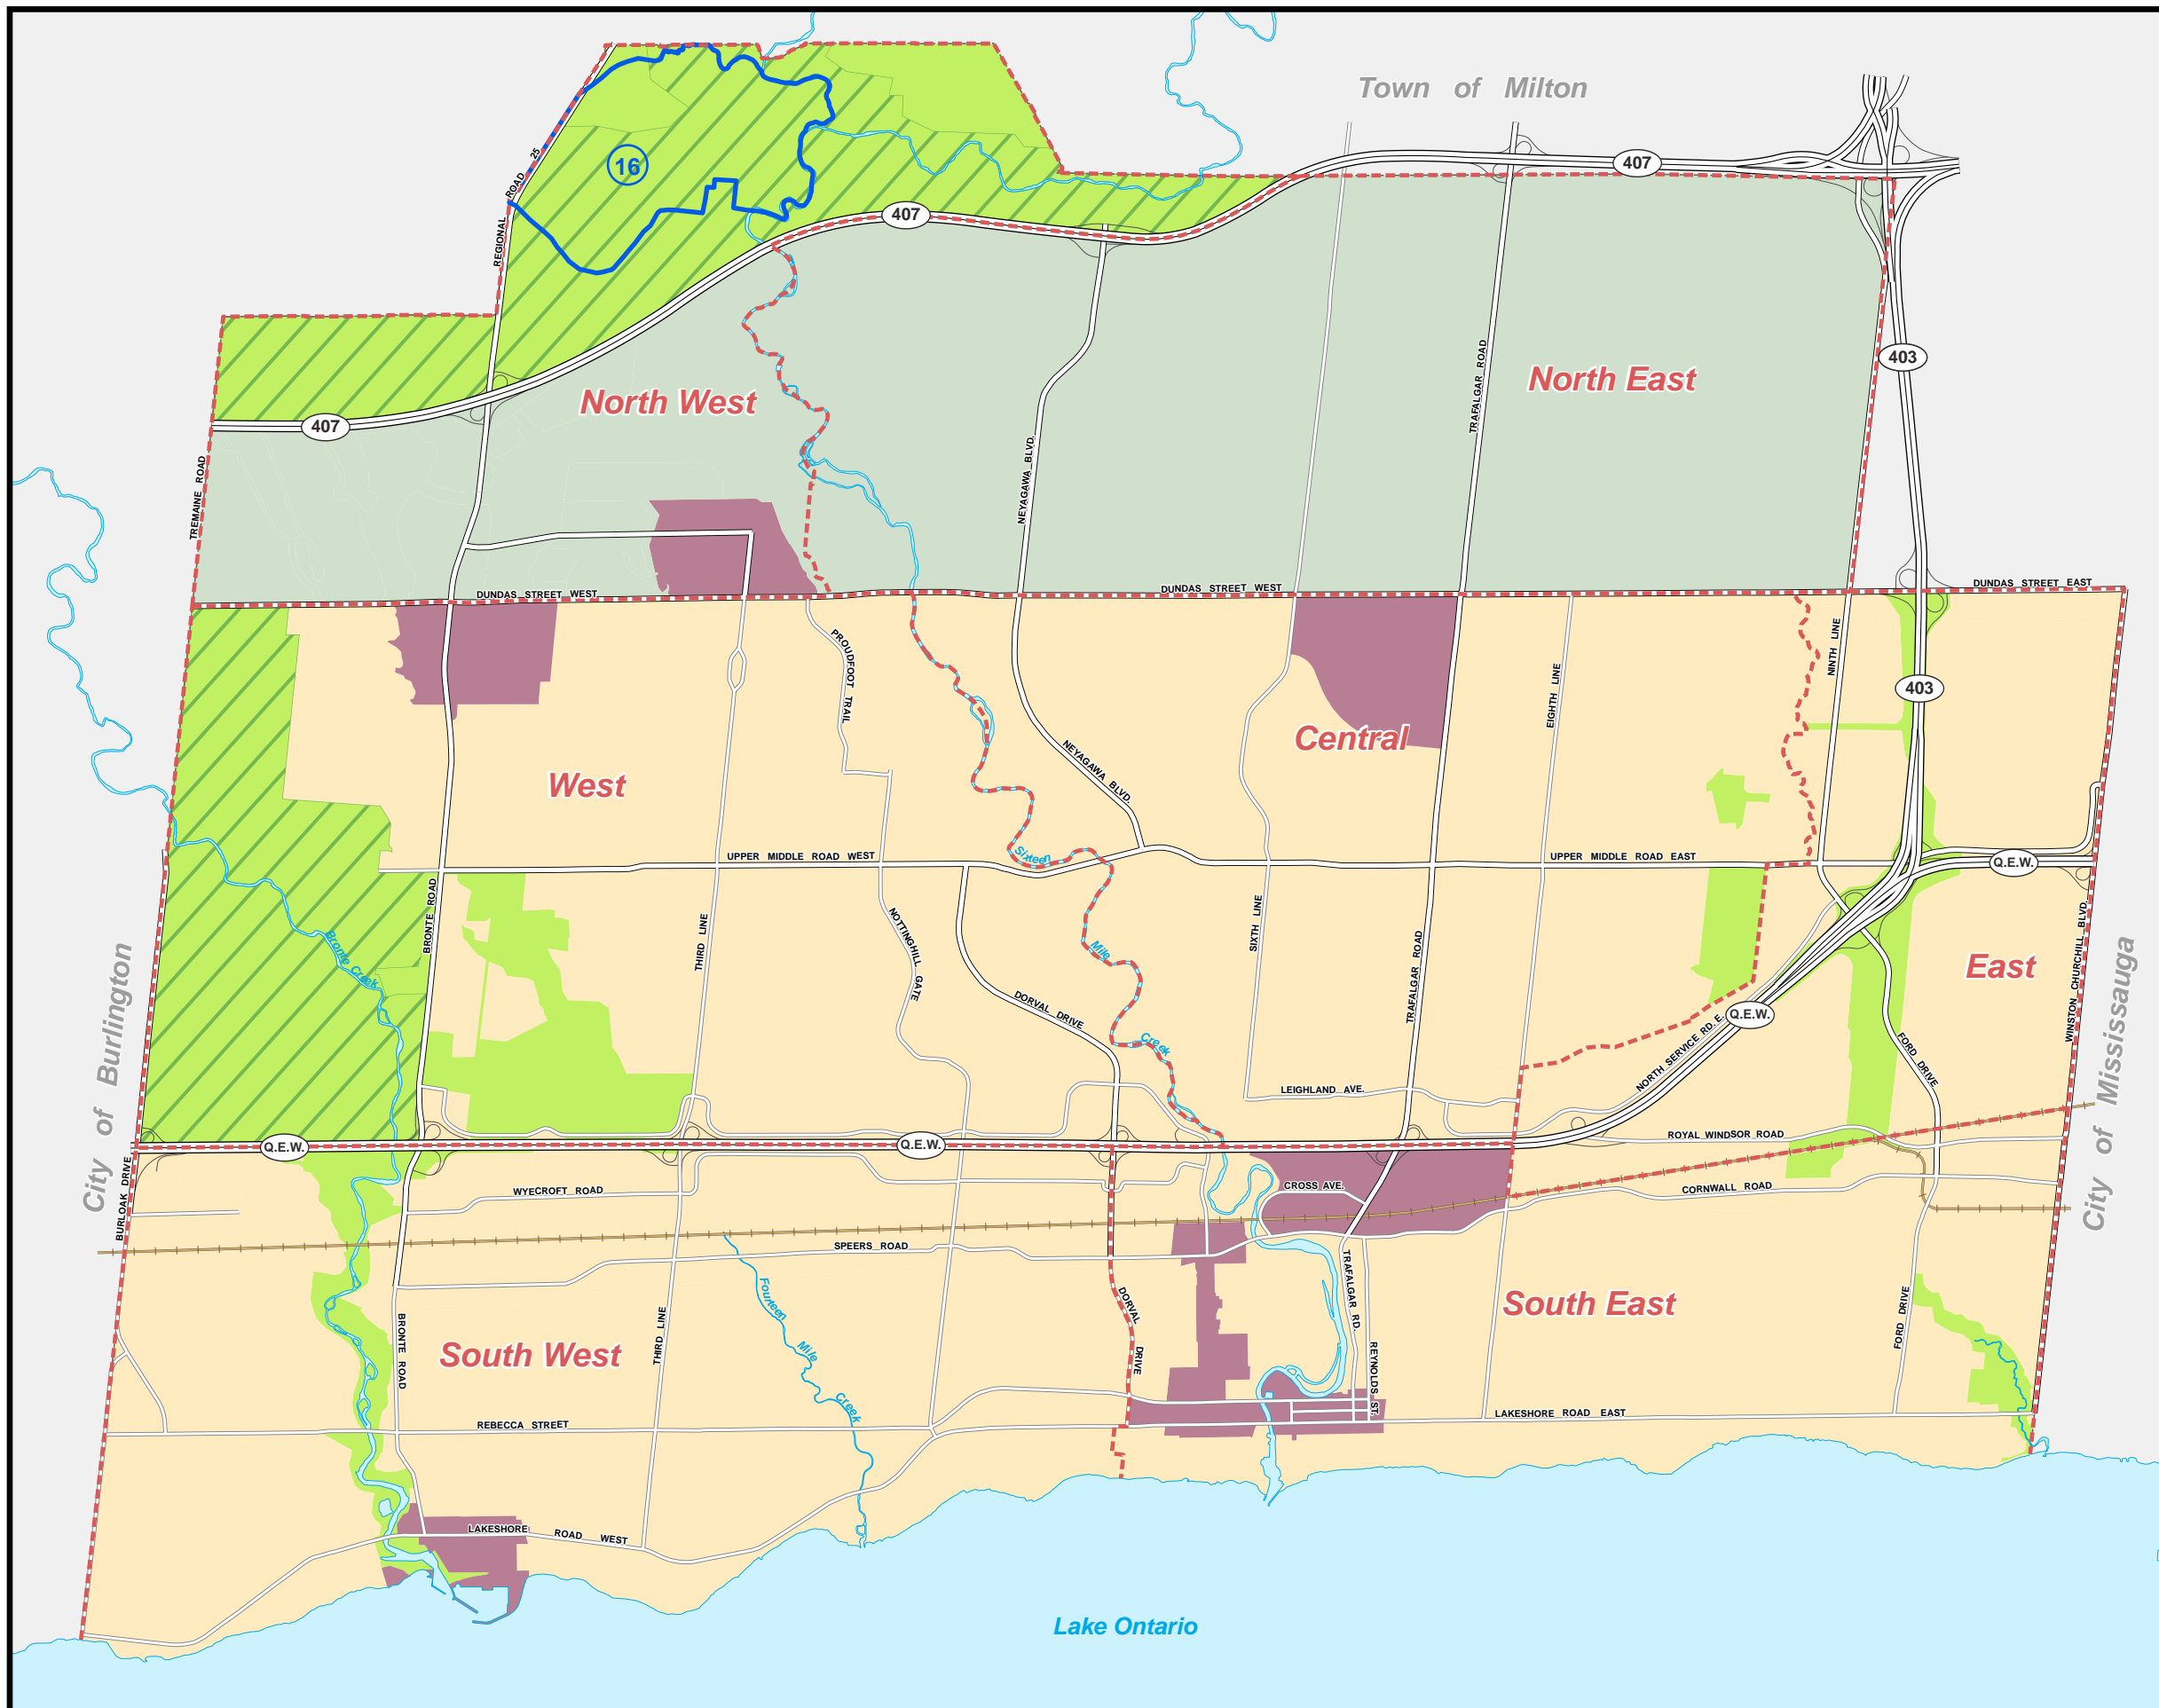 Town of Milton
16
407
407
REGIONAL ROAD 25
403
North East
North West
407
TRAFALGAR ROAD
NEYAGAWA BLVD.
TREMAINE ROAD
DUNDAS STREET WEST
DUNDAS STREET WEST
DUNDAS STREET EAST
PROUDFOOT TRAIL
NINTH LINE
EIGHTH LINE
403
Central
West
NEYAGAWA BLVD.
Sixteen
UPPER MIDDLE ROAD WEST
UPPER MIDDLE ROAD EAST
Q.E.W.
BRONTE ROAD
THIRD LINE
NOTTINGHILL GATE
SIXTH LINE
Mile
TRAFALGAR ROAD
East
WINSTON CHURCHILL BLVD.
Bronte Creek
City of Burlington
City of Mississauga
DORVAL DRIVE
Creek
Q.E.W.
NORTH SERVICE RD. E.
FORD DRIVE
LEIGHLAND AVE.
ROYAL WINDSOR ROAD
Q.E.W.
Q.E.W.
BURLOAK DRIVE
WYECROFT ROAD
CROSS AVE.
CORNWALL ROAD
SPEERS ROAD
TRAFALGAR RD.
Fourteen
Mile
Creek
DORVAL
DRIVE
South East
FORD DRIVE
BRONTE ROAD
South West
THIRD LINE
REYNOLDS ST.
REBECCA STREET
LAKESHORE ROAD EAST
LAKESHORE ROAD WEST
Lake Ontario